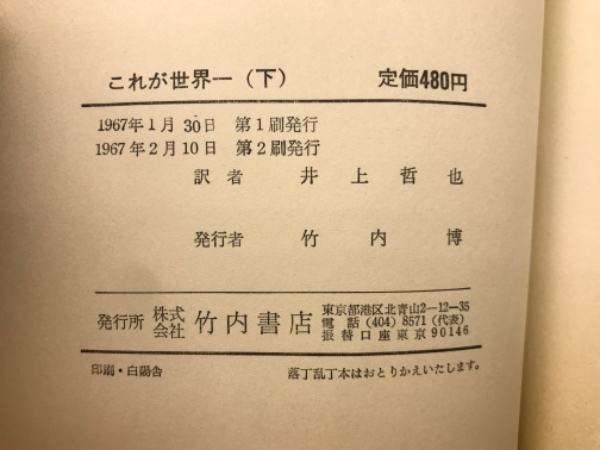 これが世界一（下）　定価480円
1967年1月30日　第1刷発行
1967年2月10日　第2刷発行
訳者　井上哲也
発行者　竹内博
発行所　株式会社　竹内書店
東京都港区北青山2—12—35
電話（404）8571（代表）
振替口座東京90146
印刷・白陽舎
落丁乱丁本はおとりかえいたします。